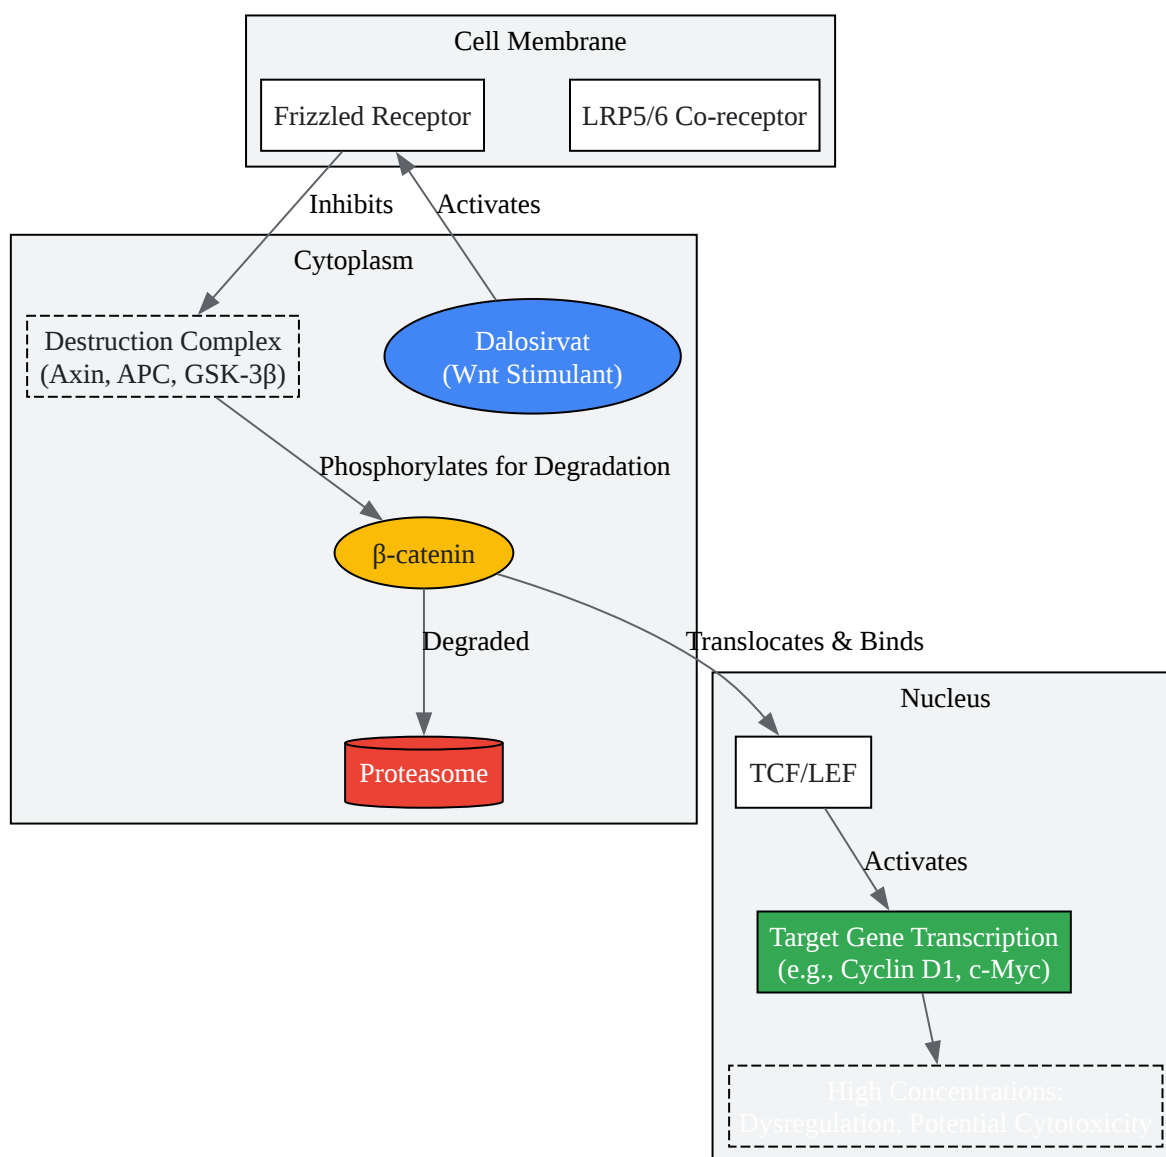 Cell Membrane
Frizzled Receptor
LRP5/6 Co-receptor
Inhibits
Activates
Cytoplasm
Destruction Complex
(Axin, APC, GSK-3β)
Dalosirvat
(Wnt Stimulant)
Phosphorylates for Degradation
β-catenin
Degraded
Translocates & Binds
Nucleus
Proteasome
TCF/LEF
Activates
Target Gene Transcription
(e.g., Cyclin D1, c-Myc)
High Concentrations:
Dysregulation, Potential Cytotoxicity